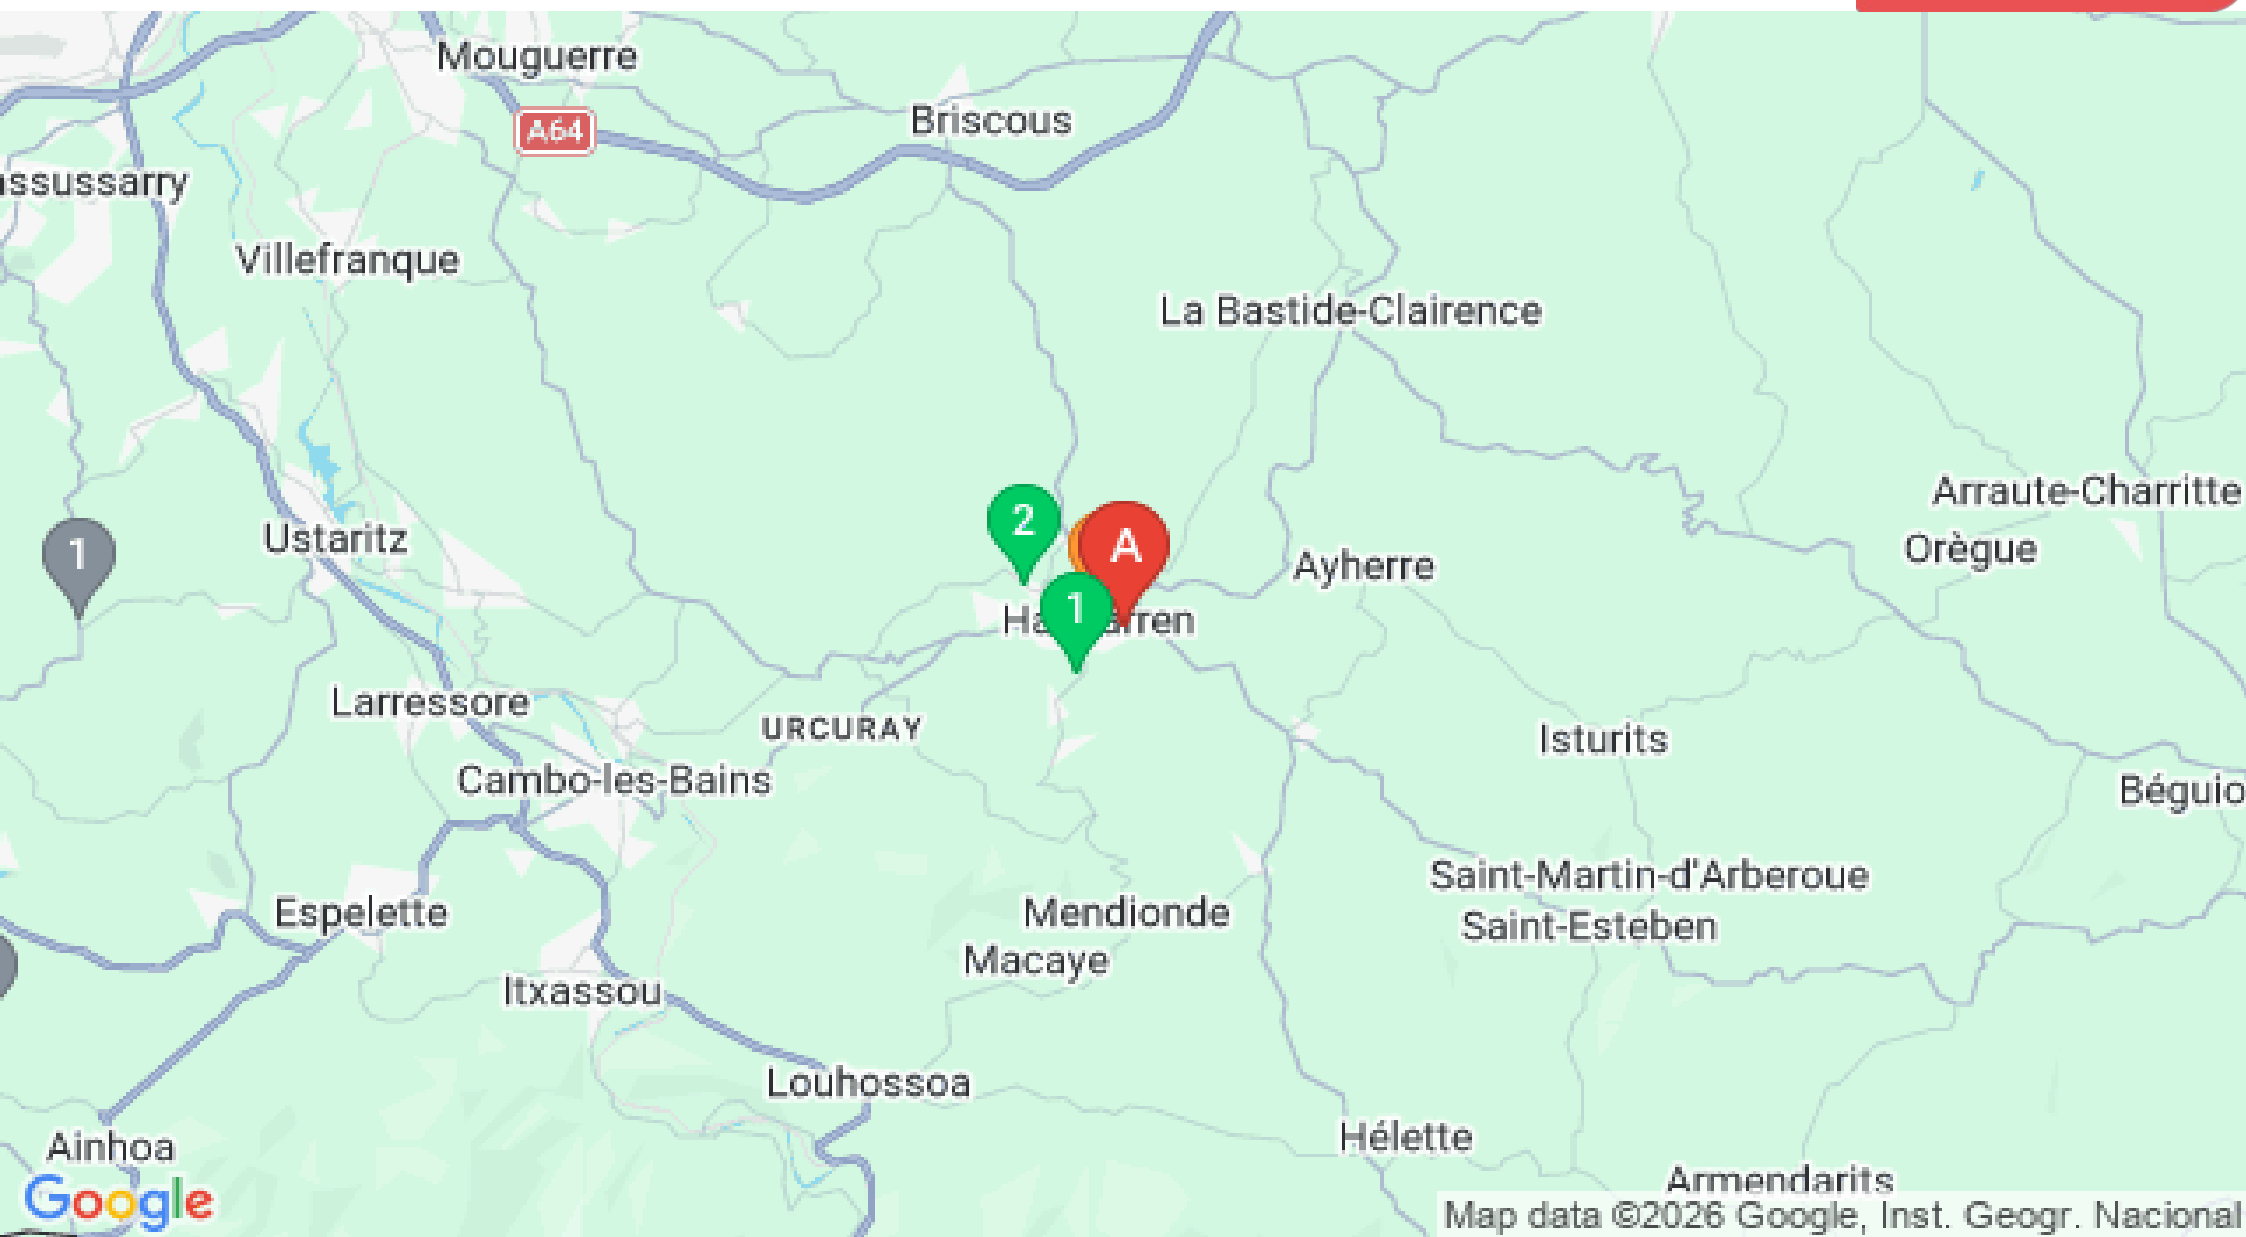 Mouguerre
Briscous
A64
assussarry
Villefranque
La Bastide-Clairence
Arraute-Charritte
2
A
1
Ustaritz
Ayherre
Orègue
1
Larressore
URCURAY
Isturits
Cambo-les-Bains
Béguio
Saint-Martin-d'Arberoue
Espelette
Mendionde
Saint-Esteben
Macaye
Itxassou
Louhossoa
Hélette
Ainhoa
Armendarits
Google
Map data ©2026 Google, Inst. Geogr. Nacional